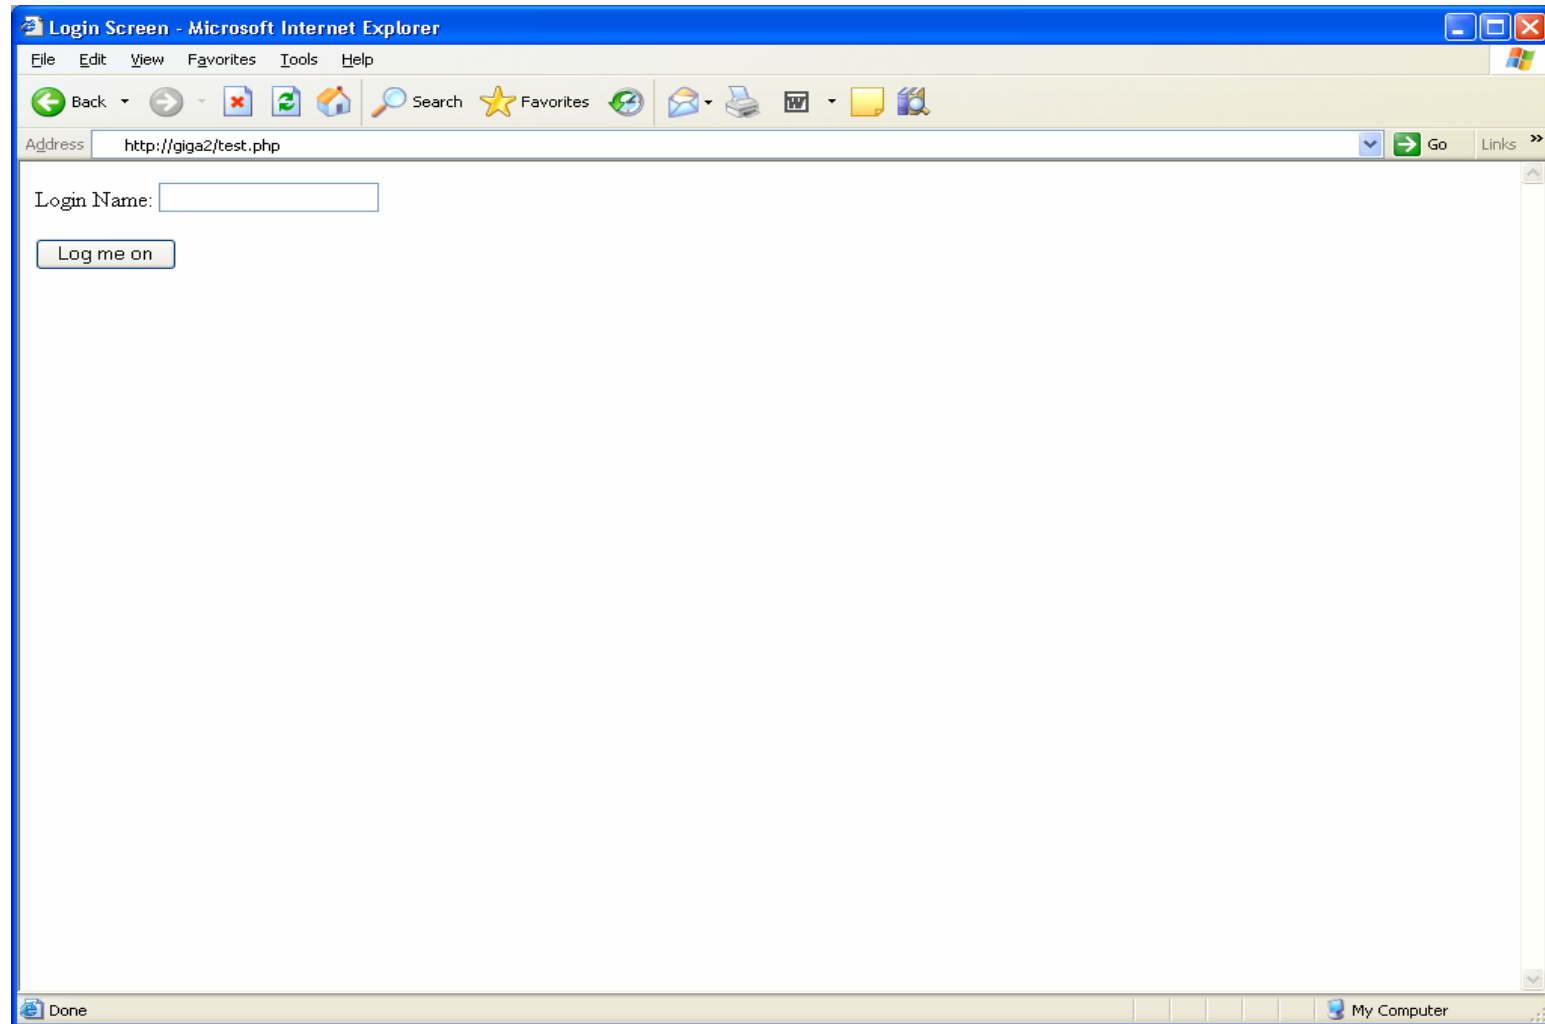 Login Screen - Microsoft Internet Explorer
File Edit View Favorites Tools Help
Back Search Favorites W
Address http://giga2/test.php Go Links »
Login Name:
Log me on
Done My Computer